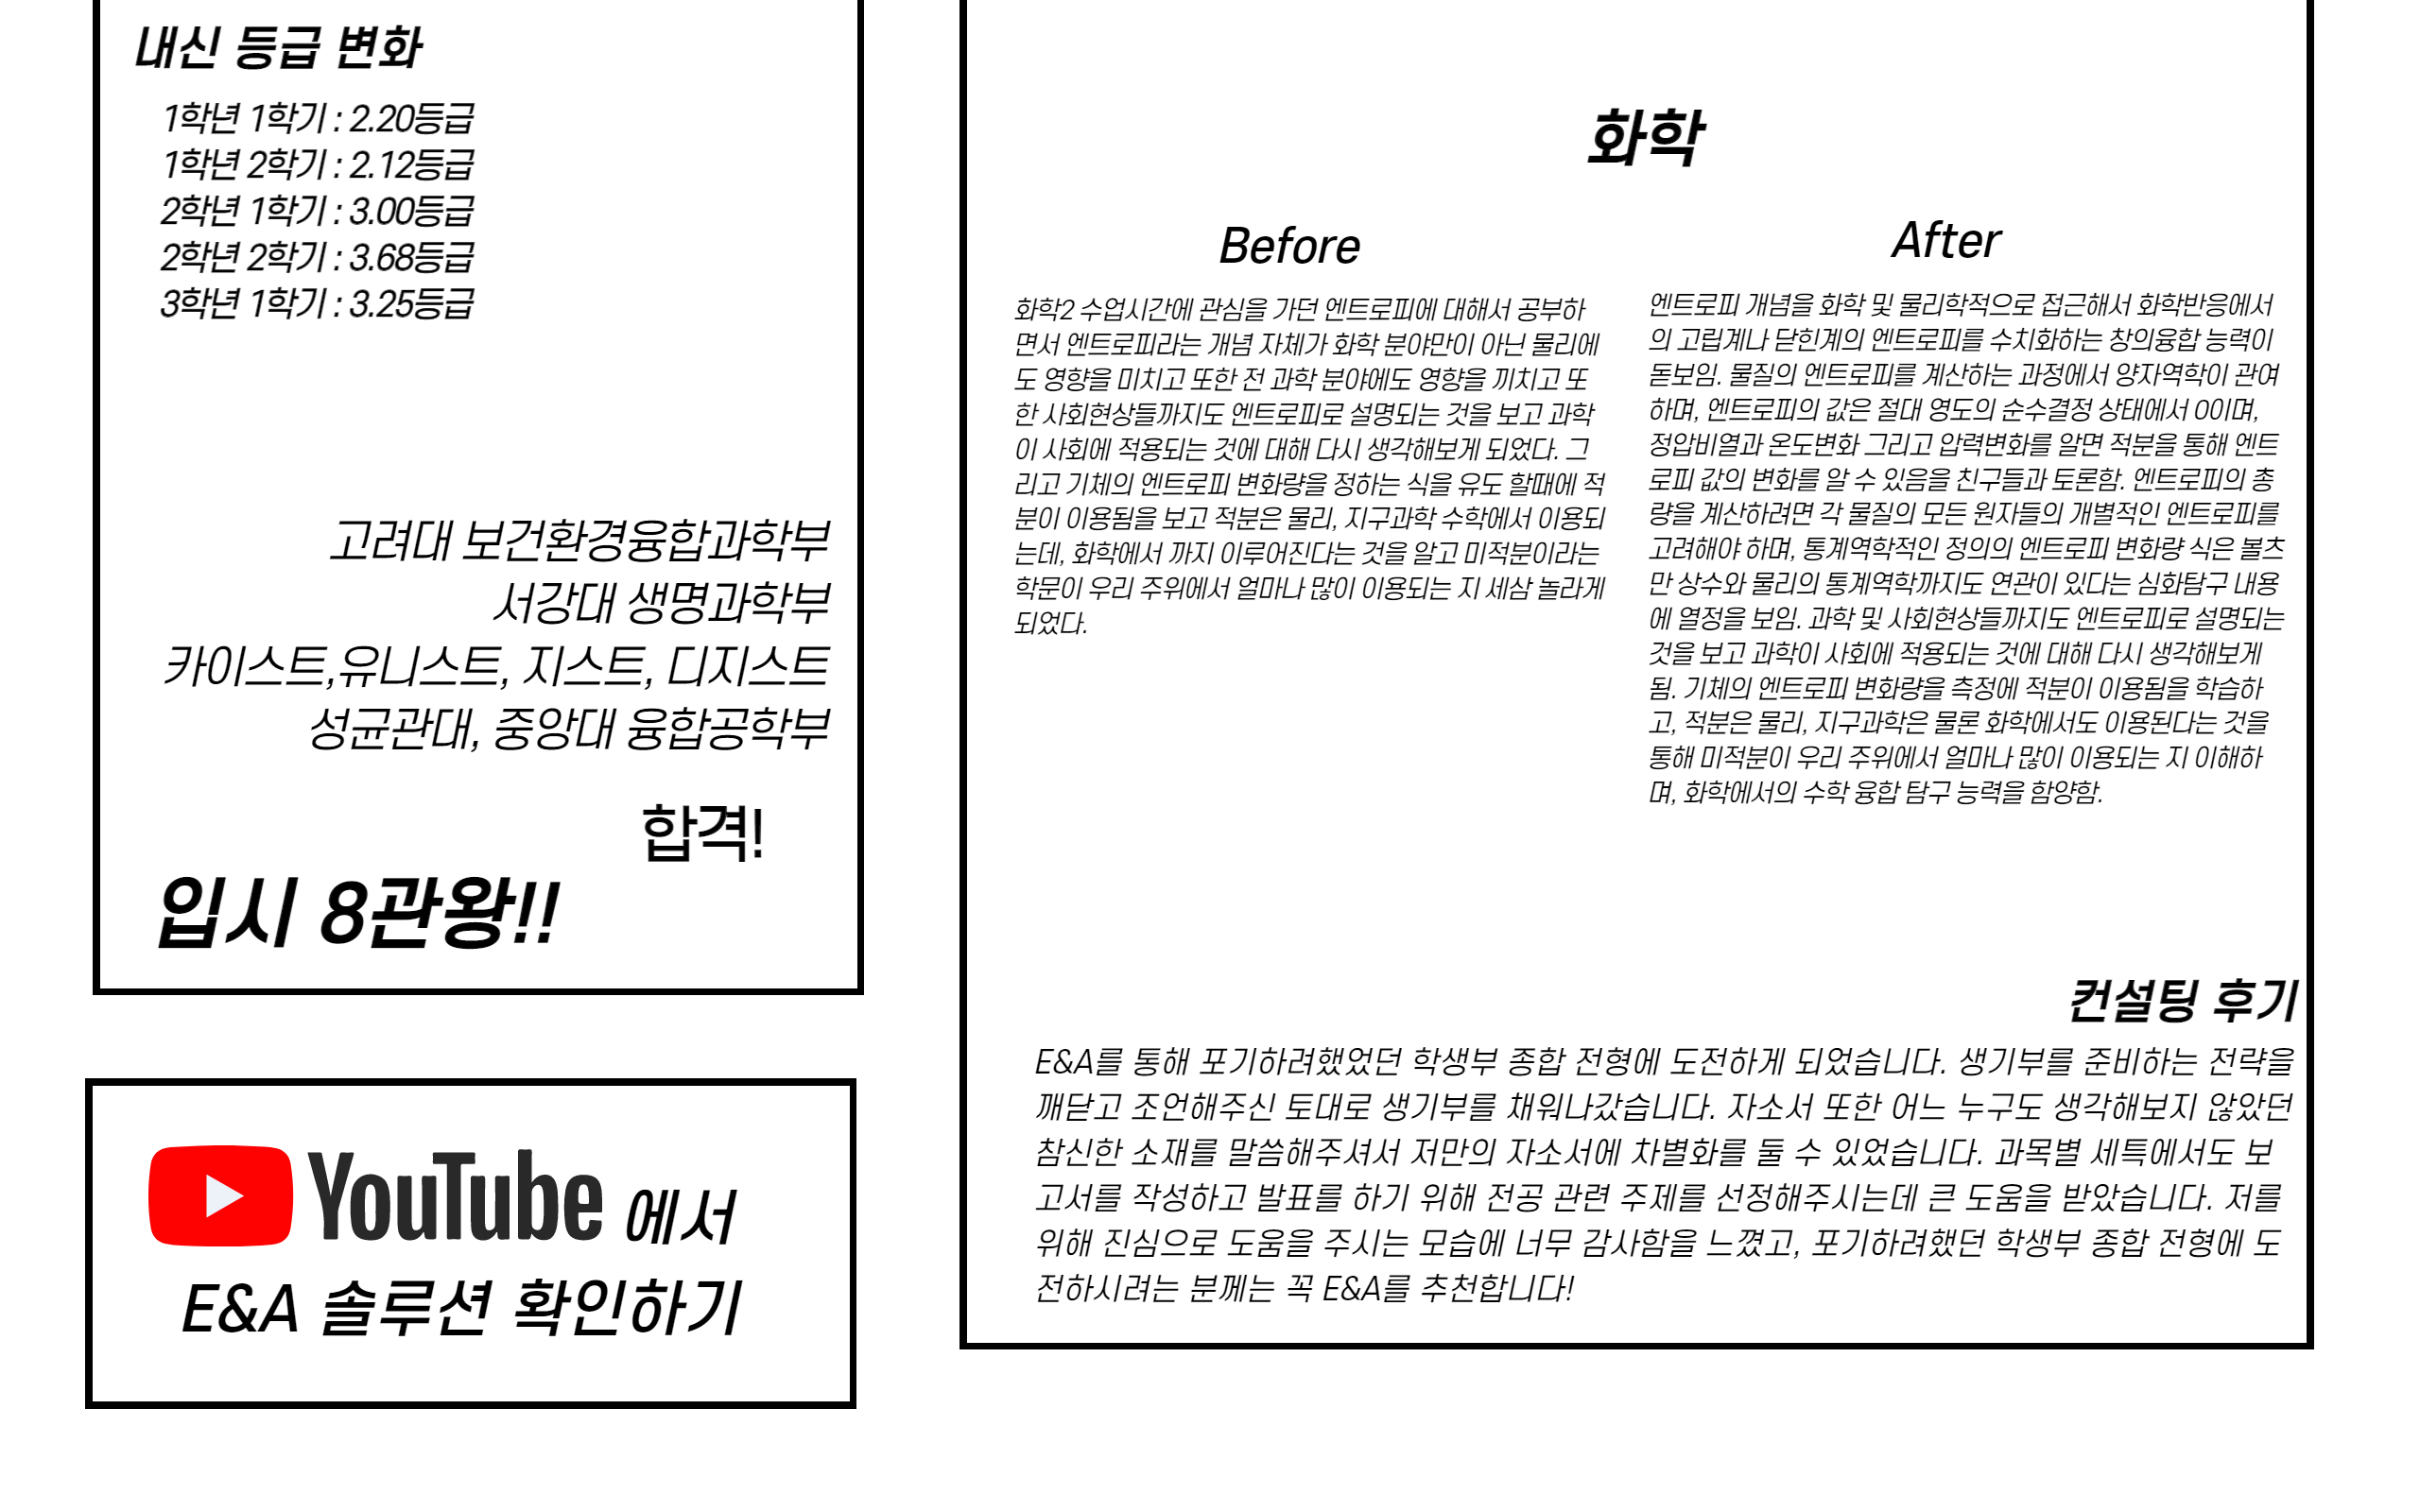 내신 등급 변화
1학년 1학기 : 2.20등급
1학년 2학기 : 2.12등급
2학년 1학기 : 3.00등급
2학년 2학기 : 3.68등급
3학년 1학기 : 3.25등급
고려대 보건환경융합과학부
서강대 생명과학부
카이스트,유니스트, 지스트, 디지스트
성균관대, 중앙대 융합공학부
합격!
입시 8관왕!!
YouTube 에서
E&A 솔루션 확인하기
화학
Before
화학2 수업시간에 관심을 가던 엔트로피에 대해서 공부하
면서 엔트로피라는 개념 자체가 화학 분야만이 아닌 물리에
도 영향을 미치고 또한 전 과학 분야에도 영향을 끼치고 또
한 사회현상들까지도 엔트로피로 설명되는 것을 보고 과학
이 사회에 적용되는 것에 대해 다시 생각해보게 되었다. 그
리고 기체의 엔트로피 변화량을 정하는 식을 유도 할때에 적
분이 이용됨을 보고 적분은 물리, 지구과학 수학에서 이용되
는데, 화학에서 까지 이루어진다는 것을 알고 미적분이라는
학문이 우리 주위에서 얼마나 많이 이용되는 지 세삼 놀라게
되었다.
After
엔트로피 개념을 화학 및 물리학적으로 접근해서 화학반응에서
의 고립계나 닫힌계의 엔트로피를 수치화하는 창의융합 능력이
돋보임. 물질의 엔트로피를 계산하는 과정에서 양자역학이 관여
하며, 엔트로피의 값은 절대 영도의 순수결정 상태에서 0이며,
정압비열과 온도변화 그리고 압력변화를 알면 적분을 통해 엔트
로피 값의 변화를 알 수 있음을 친구들과 토론함. 엔트로피의 총
량을 계산하려면 각 물질의 모든 원자들의 개별적인 엔트로피를
고려해야 하며, 통계역학적인 정의의 엔트로피 변화량 식은 볼츠
만 상수와 물리의 통계역학까지도 연관이 있다는 심화탐구 내용
에 열정을 보임. 과학 및 사회현상들까지도 엔트로피로 설명되는
것을 보고 과학이 사회에 적용되는 것에 대해 다시 생각해보게
됨. 기체의 엔트로피 변화량을 측정에 적분이 이용됨을 학습하
고, 적분은 물리, 지구과학은 물론 화학에서도 이용된다는 것을
통해 미적분이 우리 주위에서 얼마나 많이 이용되는 지 이해하
며, 화학에서의 수학 융합 탐구 능력을 함양함.
컨설팅 후기
E&A를 통해 포기하려했었던 학생부 종합 전형에 도전하게 되었습니다. 생기부를 준비하는 전략을
깨닫고 조언해주신 토대로 생기부를 채워나갔습니다. 자소서 또한 어느 누구도 생각해보지 않았던
참신한 소재를 말씀해주셔서 저만의 자소서에 차별화를 둘 수 있었습니다. 과목별 세특에서도 보
고서를 작성하고 발표를 하기 위해 전공 관련 주제를 선정해주시는데 큰 도움을 받았습니다. 저를
위해 진심으로 도움을 주시는 모습에 너무 감사함을 느꼈고, 포기하려했던 학생부 종합 전형에 도
전하시려는 분께는 꼭 E&A를 추천합니다!